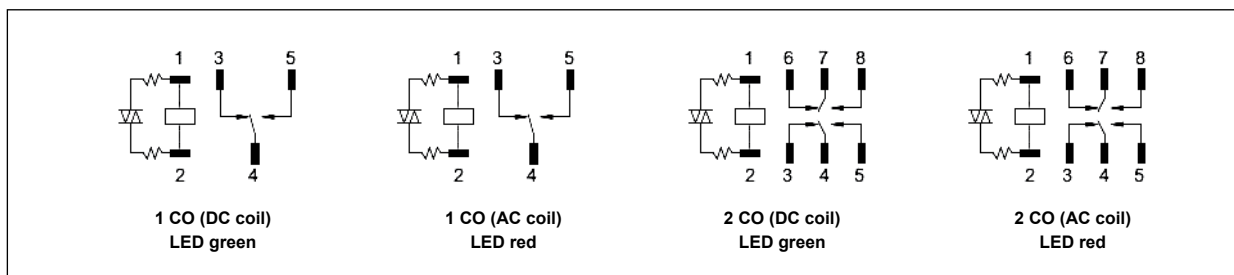 1 3 5
2 4
1 CO (DC coil)
LED green
1 3 5
2 4
1 CO (AC coil)
LED red
1 6 7 8
2 3 4 5
2 CO (DC coil)
LED green
1 6 7 8
2 3 4 5
2 CO (AC coil)
LED red